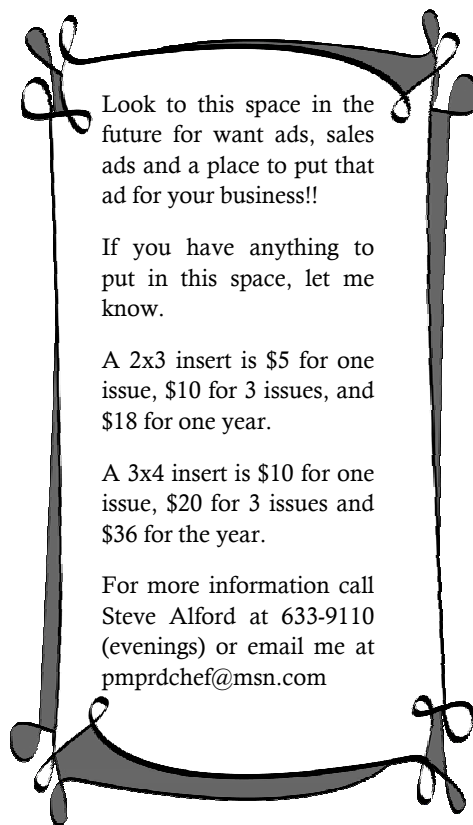 Look to this space in the
future for want ads, sales
ads and a place to put that
ad for your business!!
If you have anything to
put in this space, let me
know.
A 2x3 insert is $5 for one
issue, $10 for 3 issues, and
$18 for one year.
A 3x4 insert is $10 for one
issue, $20 for 3 issues and
$36 for the year.
For more information call
Steve Alford at 633-9110
(evenings) or email me at
pmprdchef@msn.com